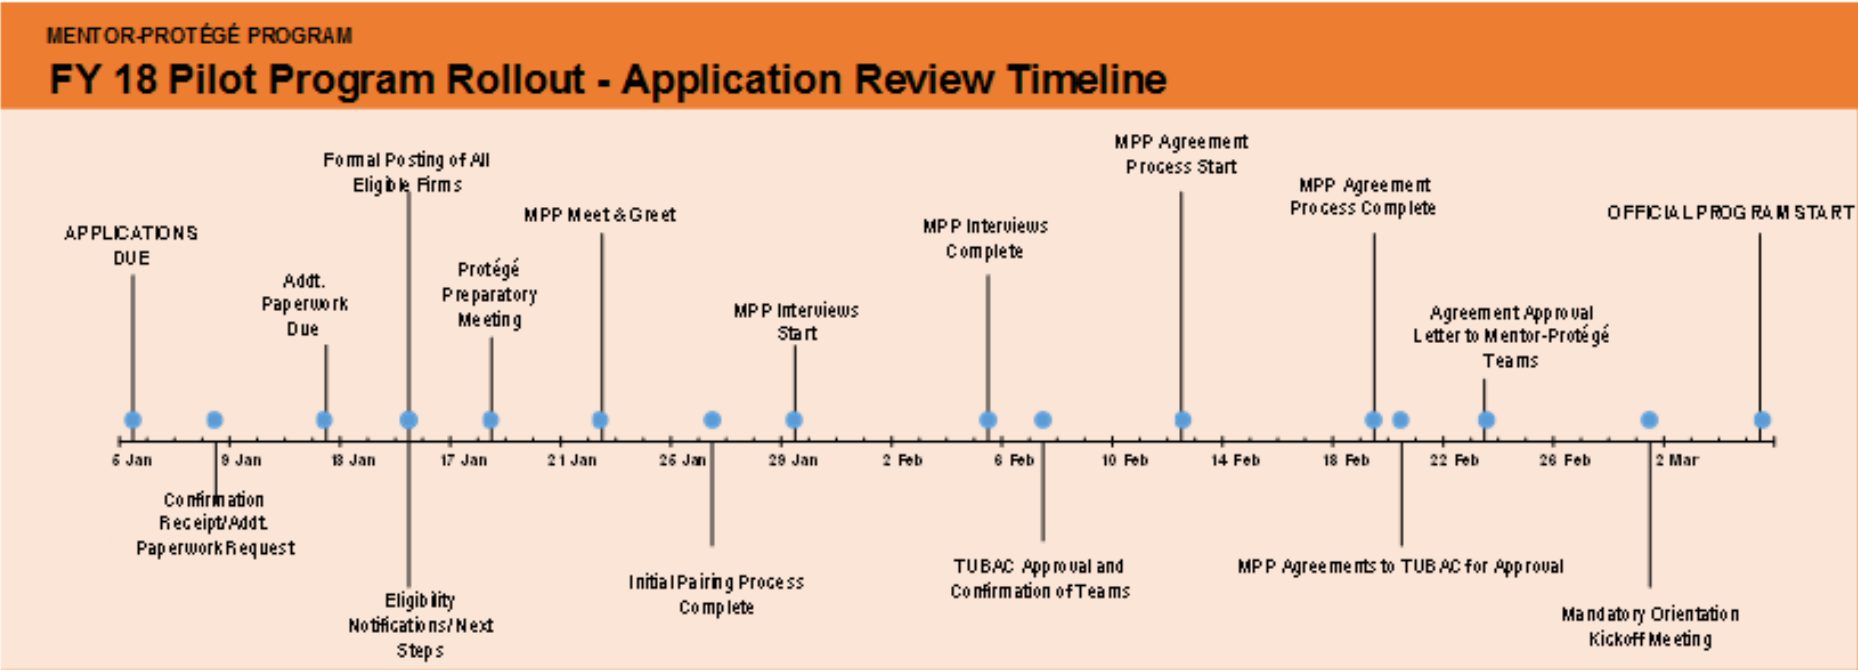 MENTOR-PROTÉGÉ PROGRAM
FY 18 Pilot Program Rollout - Application Review Timeline
APPLICATIONS
DUE
Addt.
Paperwork
Due
Formal Posting of All
Eligible Firms
Protégé
Preparatory
Meeting
MPP Meet & Greet
MPP Interviews
Start
MPP Interviews
Complete
MPP Agreement
Process Start
MPP Agreement
Process Complete
Agreement Approval
Letter to Mentor-Protégé
Teams
OFFICIAL PROGRAM START
5 Jan 9 Jan 13 Jan 17 Jan 21 Jan 25 Jan 29 Jan 2 Feb 6 Feb 10 Feb 14 Feb 18 Feb 22 Feb 26 Feb 2 Mar
Confirmation
Receipt/Addt.
Paperwork Request
Eligibility
Notifications/Next
Steps
Initial Pairing Process
Complete
TUBAC Approval and
Confirmation of Teams
MPP Agreements to TUBAC for Approval
Mandatory Orientation
Kickoff Meeting